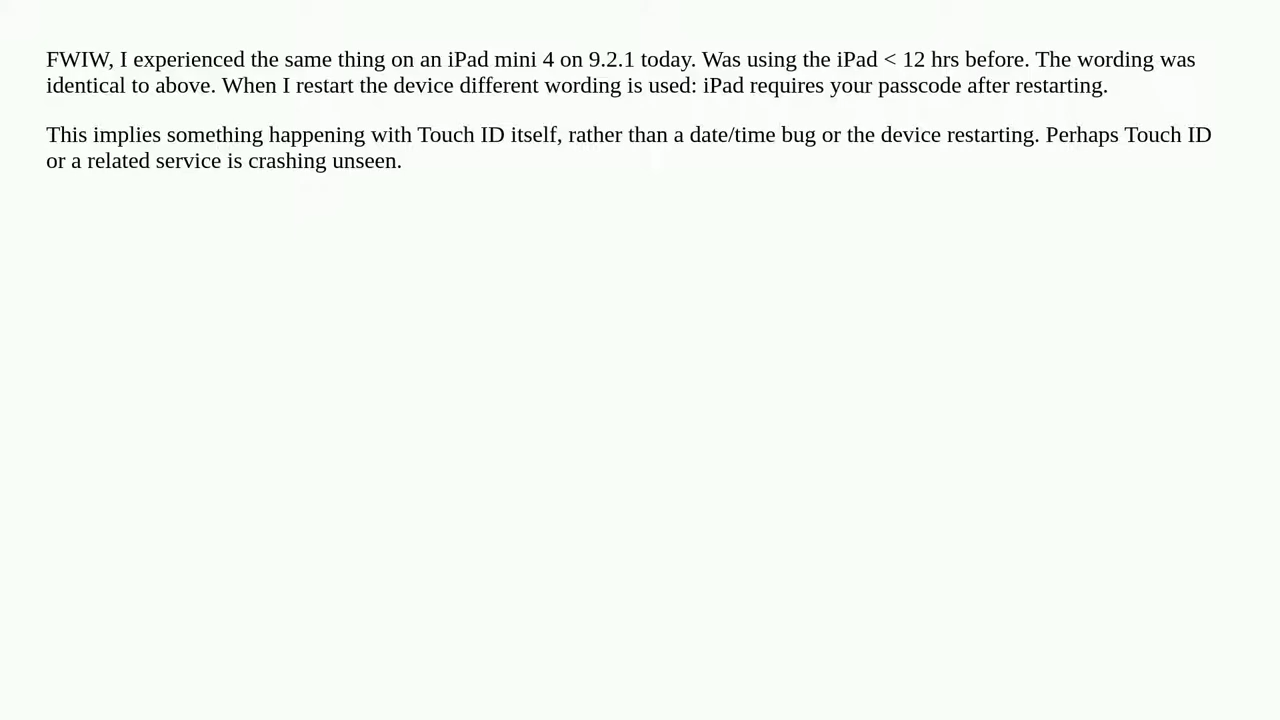 FWIW, I experienced the same thing on an iPad mini 4 on 9.2.1 today. Was using the iPad < 12 hrs before. The wording was
identical to above. When I restart the device different wording is used: iPad requires your passcode after restarting.
This implies something happening with Touch ID itself, rather than a date/time bug or the device restarting. Perhaps Touch ID
or a related service is crashing unseen.